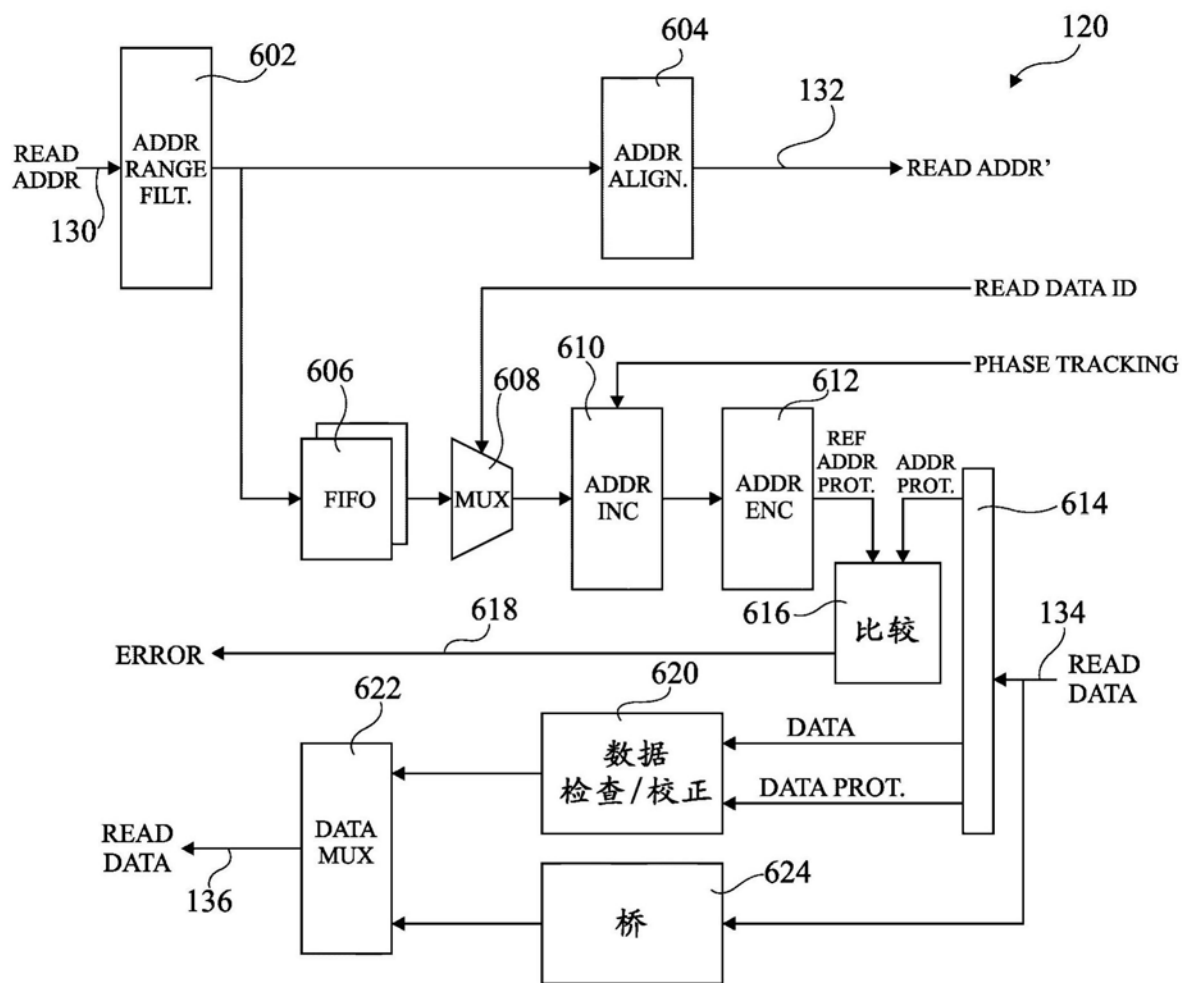 602
604
120
READ
ADDR
130
ADDR
RANGE
FILT.
ADDR
ALIGN.
132
READ ADDR’
READ DATA ID
606
608
610
PHASE TRACKING
612
FIFO
MUX
ADDR
INC
ADDR
ENC
REF
ADDR
PROT.
ADDR
PROT.
614
616
比较
618
ERROR
134
READ
DATA
622
620
数据
检查/校正
DATA
DATA PROT.
DATA
MUX
READ
DATA
136
624
桥